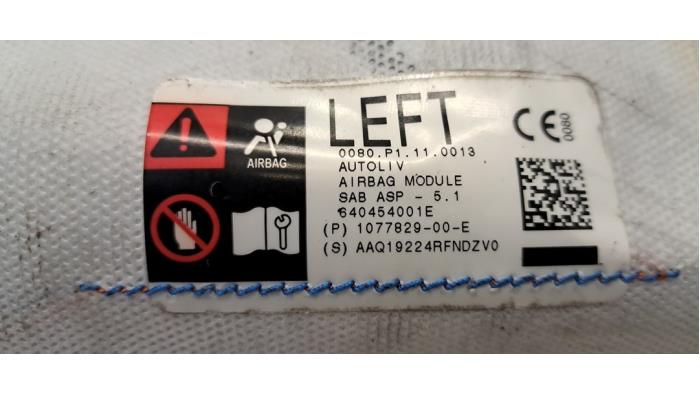 LEFT
0080.P1.11.0013
AUTOLIV
AIRBAG MODULE
SAB ASP - 5.1
640454001E
(P) 1077829-00-E
(S) AAQ19224RFNDZV0
AIRBAG
CE
0080